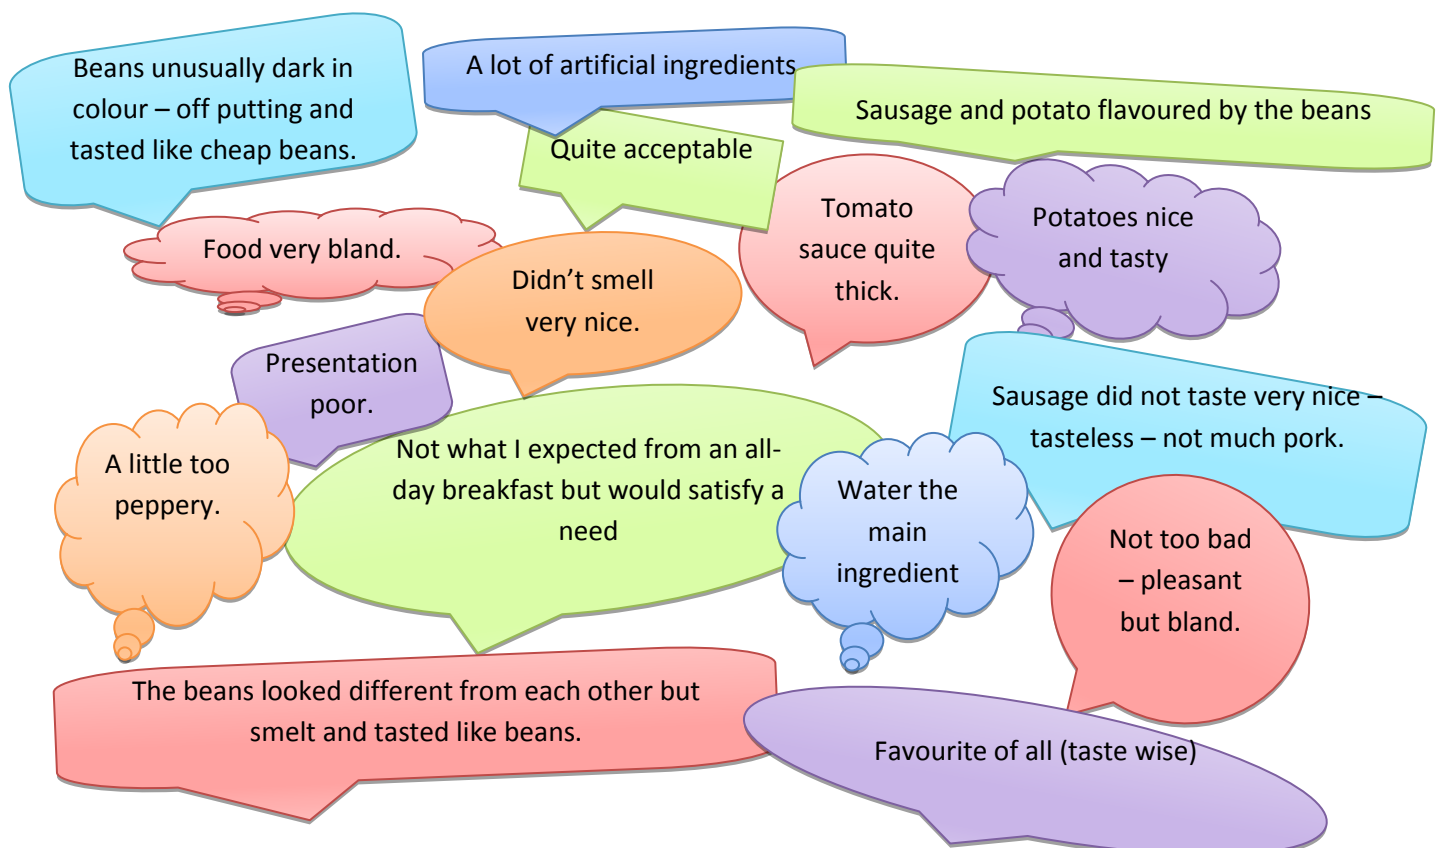 Beans unusually dark in
colour – off putting and
tasted like cheap beans.
A lot of artificial ingredients
Sausage and potato flavoured by the beans
Quite acceptable
Food very bland.
Didn’t smell
very nice.
Tomato
sauce quite
thick.
Potatoes nice
and tasty
Presentation
poor.
Sausage did not taste very nice –
tasteless – not much pork.
A little too
peppery.
Not what I expected from an all-
day breakfast but would satisfy a
need
Water the
main
ingredient
Not too bad
– pleasant
but bland.
The beans looked different from each other but
smelt and tasted like beans.
Favourite of all (taste wise)